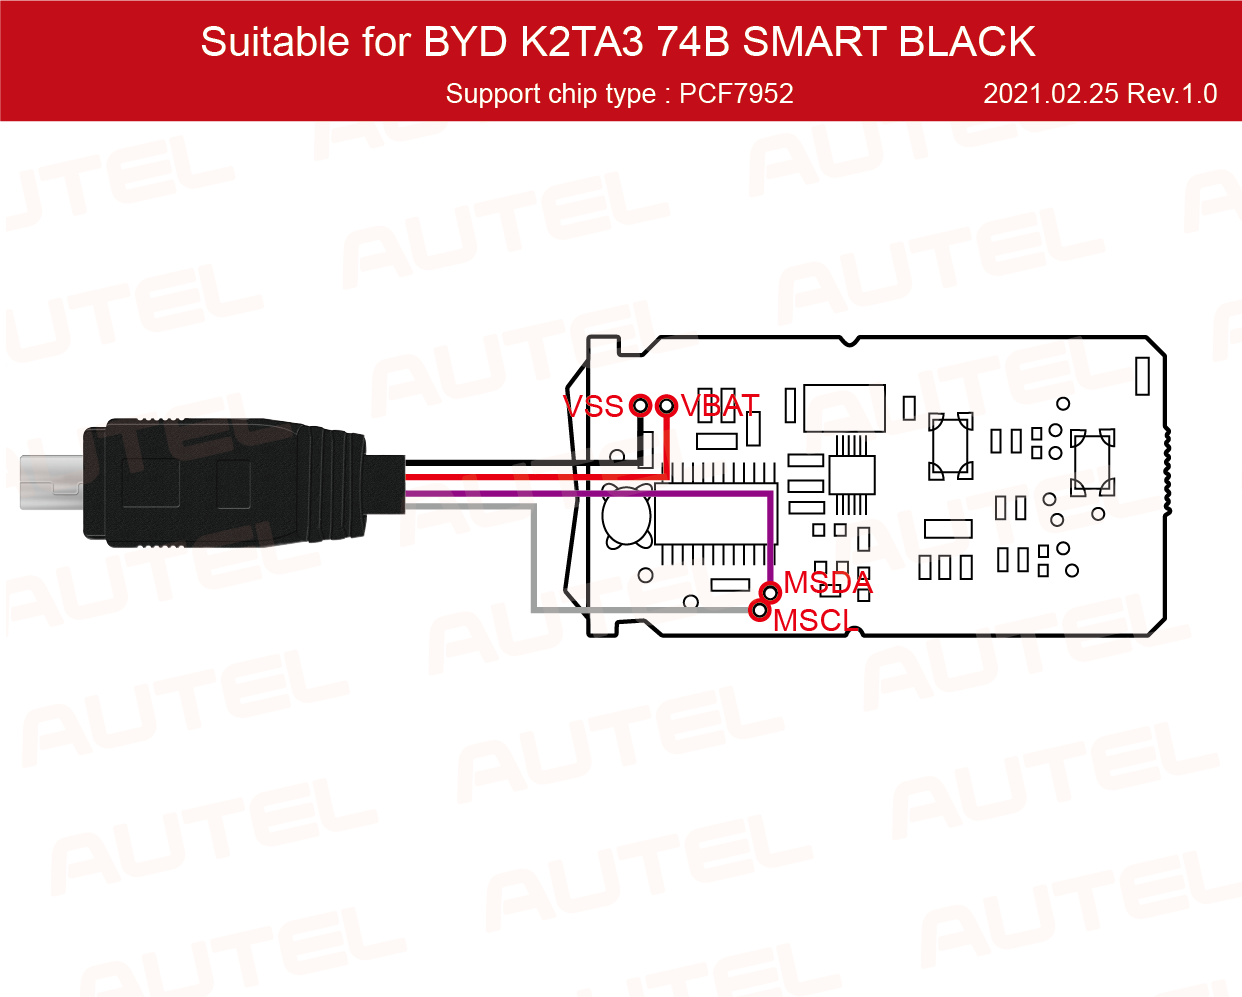 Suitable for BYD K2TA3 74B SMART BLACK
Support chip type : PCF7952
2021.02.25 Rev.1.0
VSS
VBAT
MSDA
MSCL
AUTEL